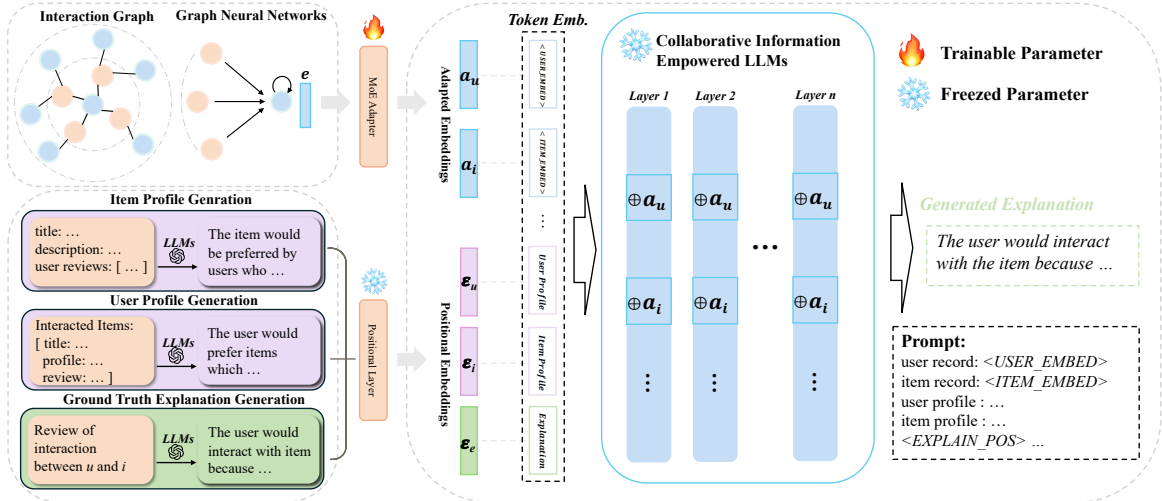 Interaction Graph
Graph Neural Networks
e
MoE Adapter
Item Profile Genration
title: …
description: …
user reviews: [ … ]
LLMs
The item would
be preferred by
users who …
User Profile Generation
Interacted Items:
[ title: …
profile: …
review: … ]
LLMs
The user would
prefer items
which …
Ground Truth Explanation Generation
Review of
interaction
between u and i
LLMs
The user would
interact with item
because …
Positional Layer
Adapted Embeddings
a_u
a_i
Positional Embeddings
ε_u
ε_i
ε_e
Token Emb.
<USER_EMBED>
<ITEM_EMBED>
…
User Profile
Item Profile
Explanation
Collaborative Information
Empowered LLMs
Layer 1
Layer 2
Layer n
⊕a_u
⊕a_u
⊕a_u
…
⊕a_i
⊕a_i
⊕a_i
⋮
⋮
⋮
Trainable Parameter
Freezed Parameter
Generated Explanation
The user would interact
with the item because …
Prompt:
user record: <USER_EMBED>
item record: <ITEM_EMBED>
user profile : …
item profile : …
<EXPLAIN_POS> …